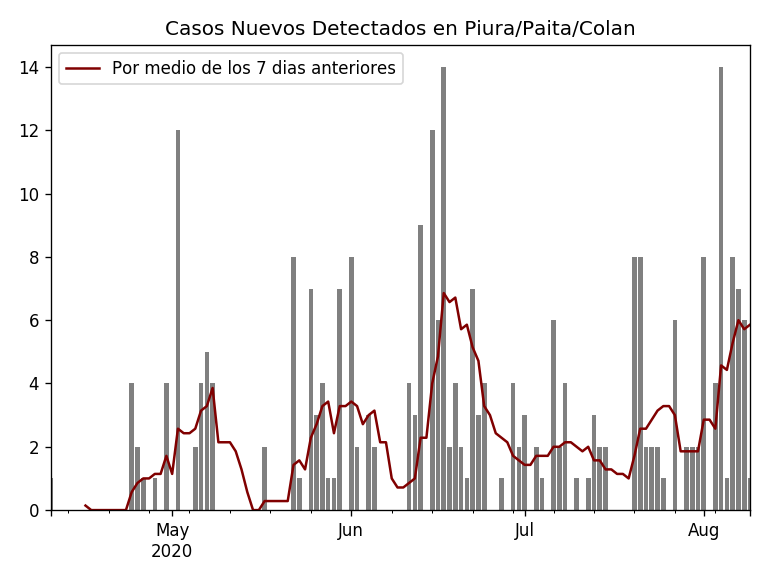 Casos Nuevos Detectados en Piura/Paita/Colan
Por medio de los 7 dias anteriores
14
12
10
8
6
4
2
0
May
2020
Jun
Jul
Aug